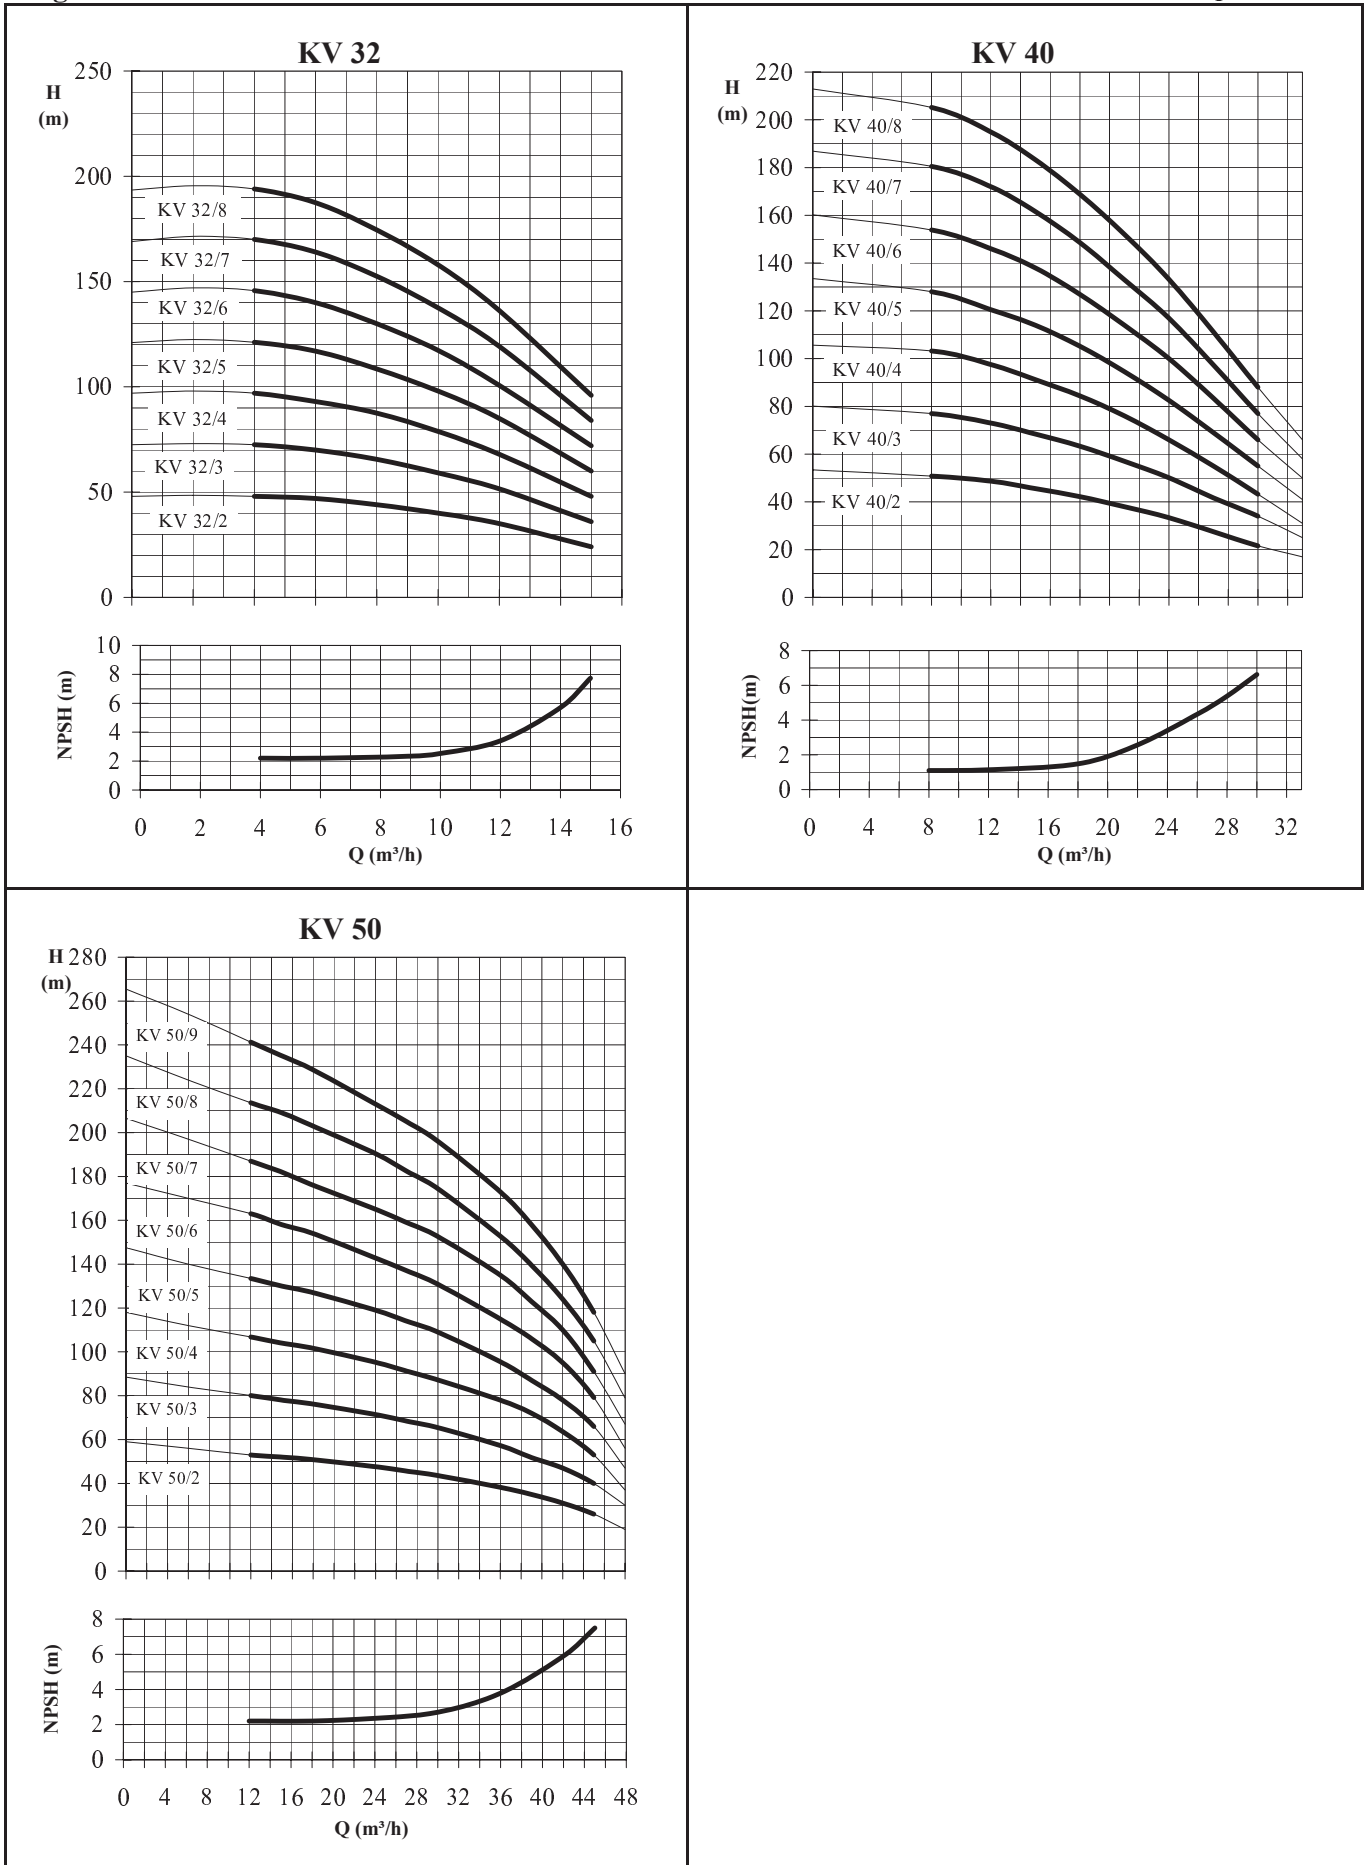 KV 32
H
(m)
250
200
150
100
50
0
KV 32/8
KV 32/7
KV 32/6
KV 32/5
KV 32/4
KV 32/3
KV 32/2
NPSH (m)
10
8
6
4
2
0
0 2 4 6 8 10 12 14 16
Q (m³/h)
KV 40
H
(m)
220
200
180
160
140
120
100
80
60
40
20
0
KV 40/8
KV 40/7
KV 40/6
KV 40/5
KV 40/4
KV 40/3
KV 40/2
NPSH(m)
8
6
4
2
0
0 4 8 12 16 20 24 28 32
Q (m³/h)
KV 50
H
(m)
280
260
240
220
200
180
160
140
120
100
80
60
40
20
0
KV 50/9
KV 50/8
KV 50/7
KV 50/6
KV 50/5
KV 50/4
KV 50/3
KV 50/2
NPSH (m)
8
6
4
2
0
0 4 8 12 16 20 24 28 32 36 40 44 48
Q (m³/h)